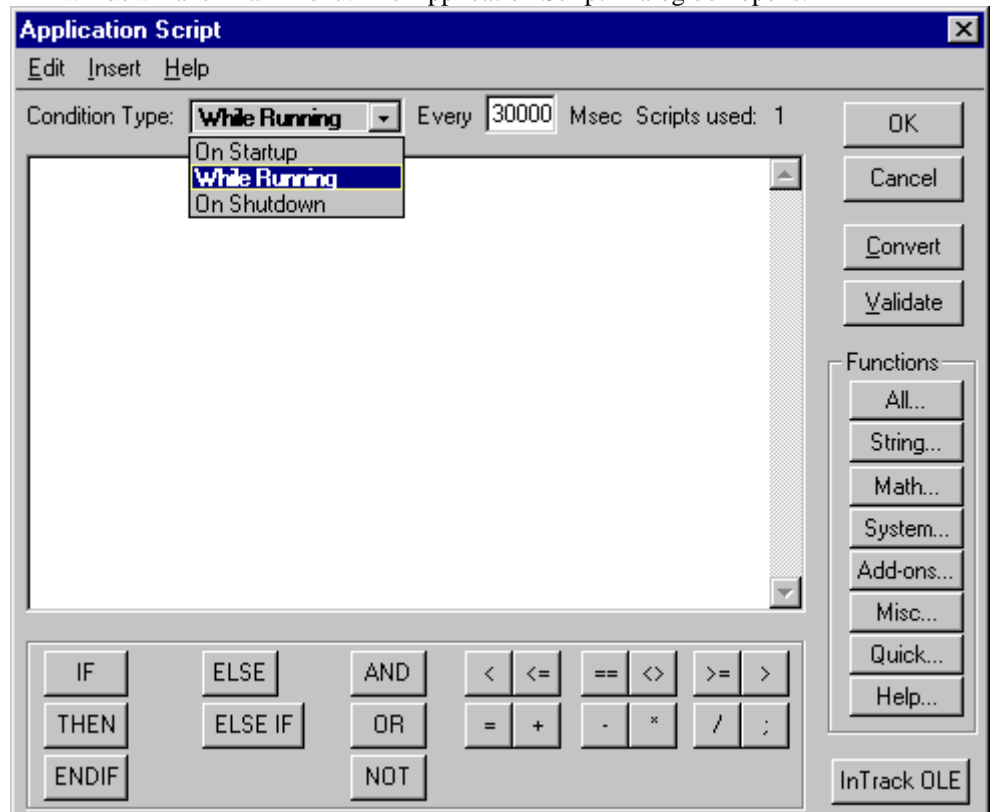 Application Script
Edit Insert Help
Condition Type: While Running Every 30000 Msec Scripts used: 1
On Startup
While Running
On Shutdown
OK
Cancel
Convert
Validate
Functions
All...
String...
Math...
System...
Add-ons...
Misc...
Quick...
Help...
IF ELSE AND < <= == <> >= >
THEN ELSE IF OR = + - * / ;
ENDIF NOT
InTrack OLE